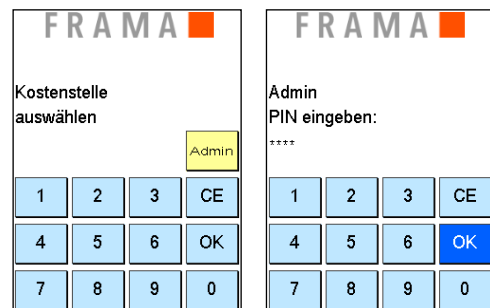 FRAMA
Kostenstelle
auswählen
Admin
1 2 3 CE
4 5 6 OK
7 8 9 0
FRAMA
Admin
PIN eingeben:
****
1 2 3 CE
4 5 6 OK
7 8 9 0